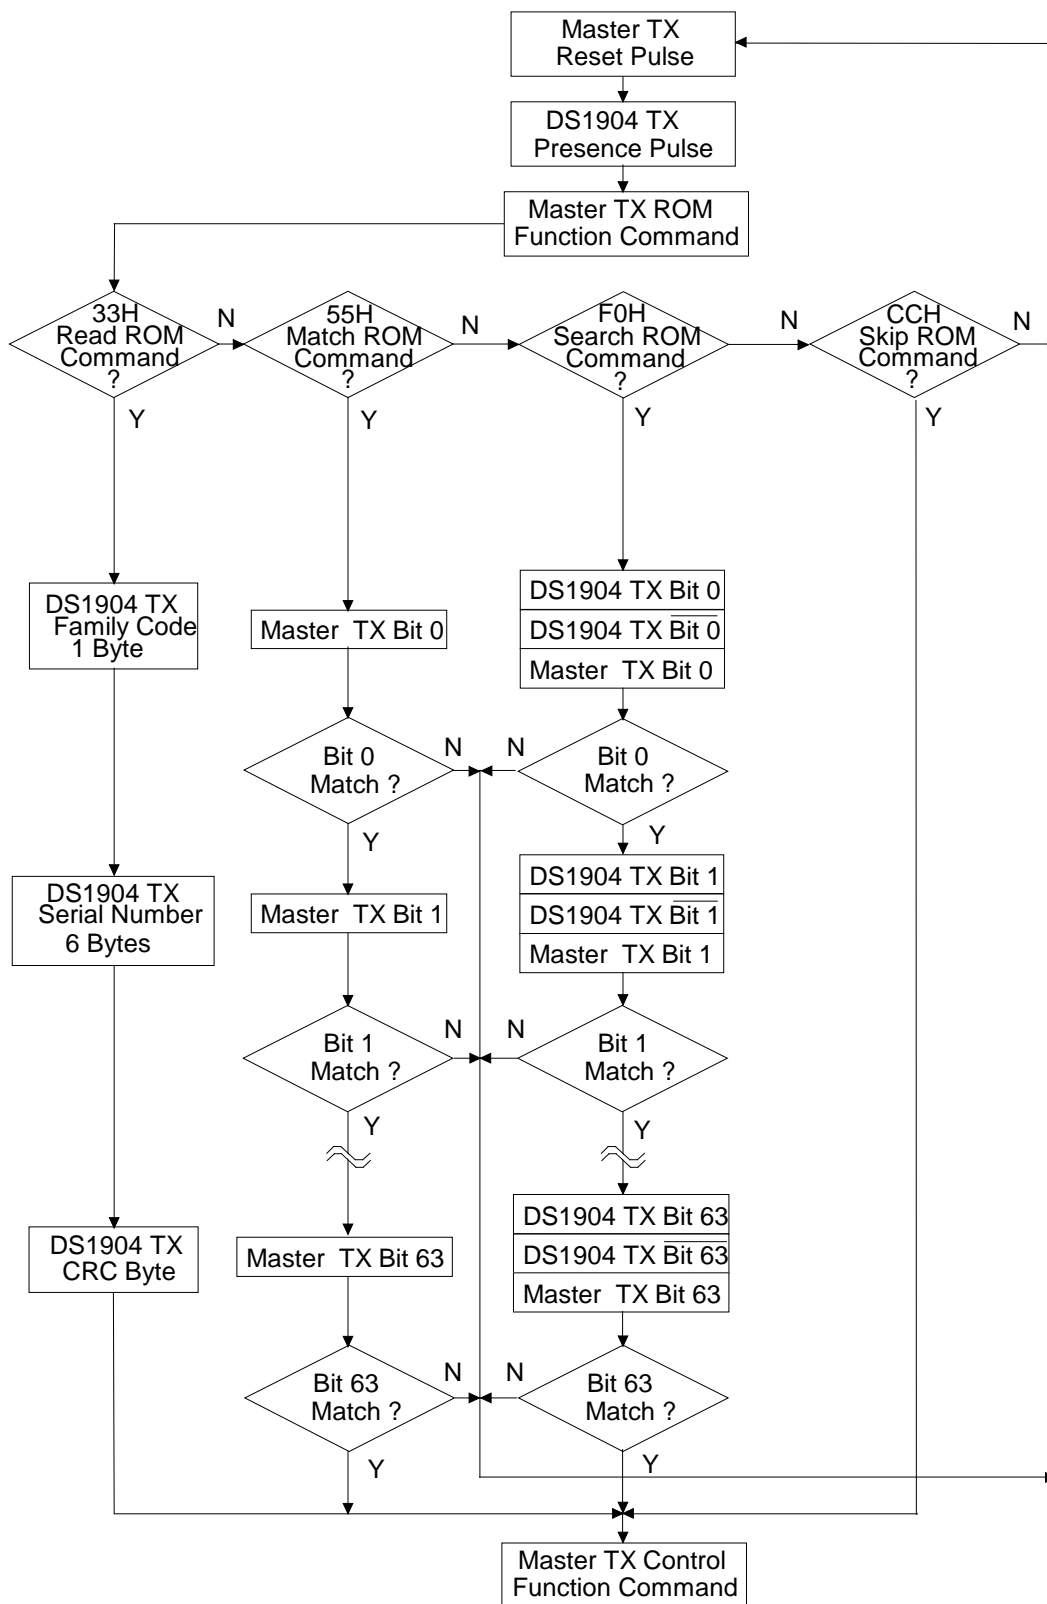 Master TX
Reset Pulse
DS1904 TX
Presence Pulse
Master TX ROM
Function Command
33H
Read ROM
Command
?
N
Y
55H
Match ROM
Command
?
N
Y
F0H
Search ROM
Command
?
N
Y
CCH
Skip ROM
Command
?
N
Y
DS1904 TX
Family Code
1 Byte
DS1904 TX
Serial Number
6 Bytes
DS1904 TX
CRC Byte
Master TX Bit 0
Bit 0
Match ?
N
Y
Master TX Bit 1
Bit 1
Match ?
N
Y
Master TX Bit 63
Bit 63
Match ?
N
Y
DS1904 TX Bit 0
DS1904 TX B̅i̅t̅ ̅0̅
Master TX Bit 0
Bit 0
Match ?
N
Y
DS1904 TX Bit 1
DS1904 TX B̅i̅t̅ ̅1̅
Master TX Bit 1
Bit 1
Match ?
N
Y
DS1904 TX Bit 63
DS1904 TX B̅i̅t̅ ̅6̅3̅
Master TX Bit 63
Bit 63
Match ?
N
Y
Master TX Control
Function Command